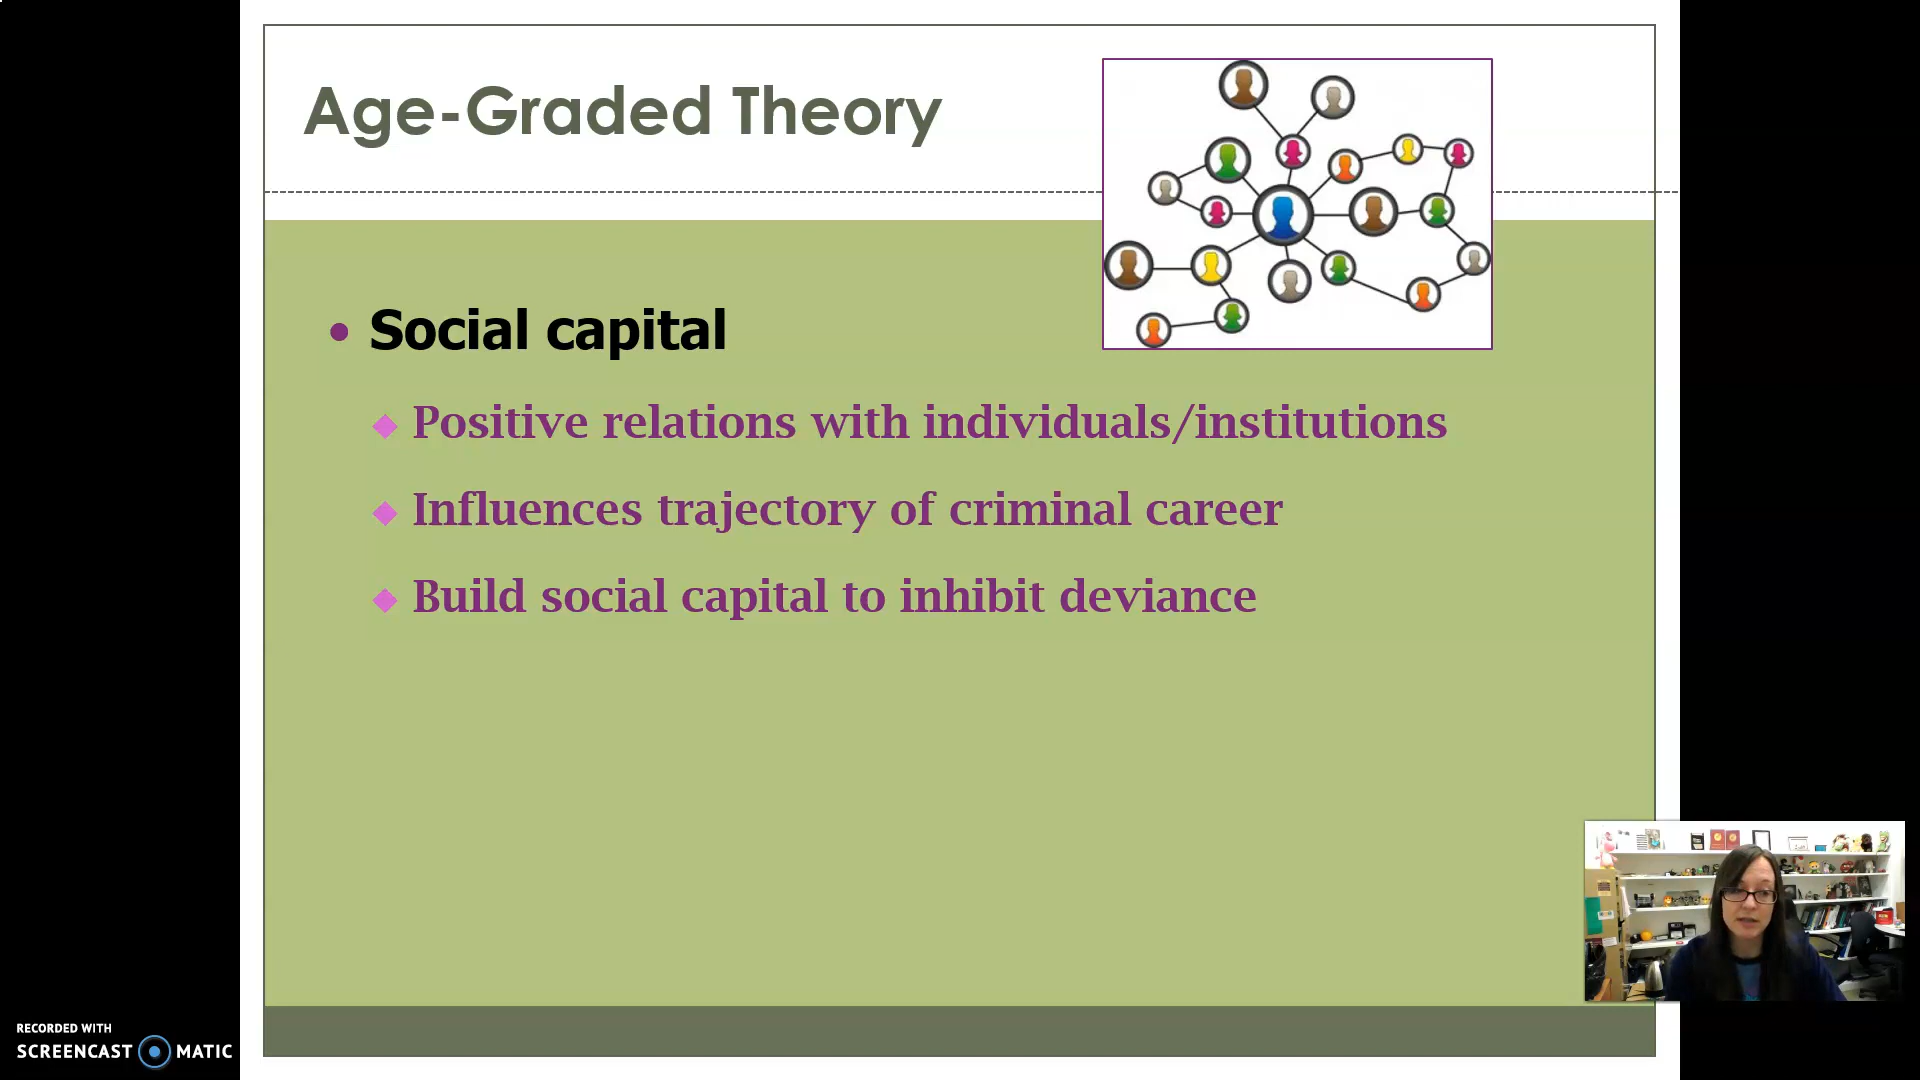 Age-Graded Theory
Social capital
Positive relations with individuals/institutions
Influences trajectory of criminal career
Build social capital to inhibit deviance
RECORDED WITH
SCREENCAST MATIC